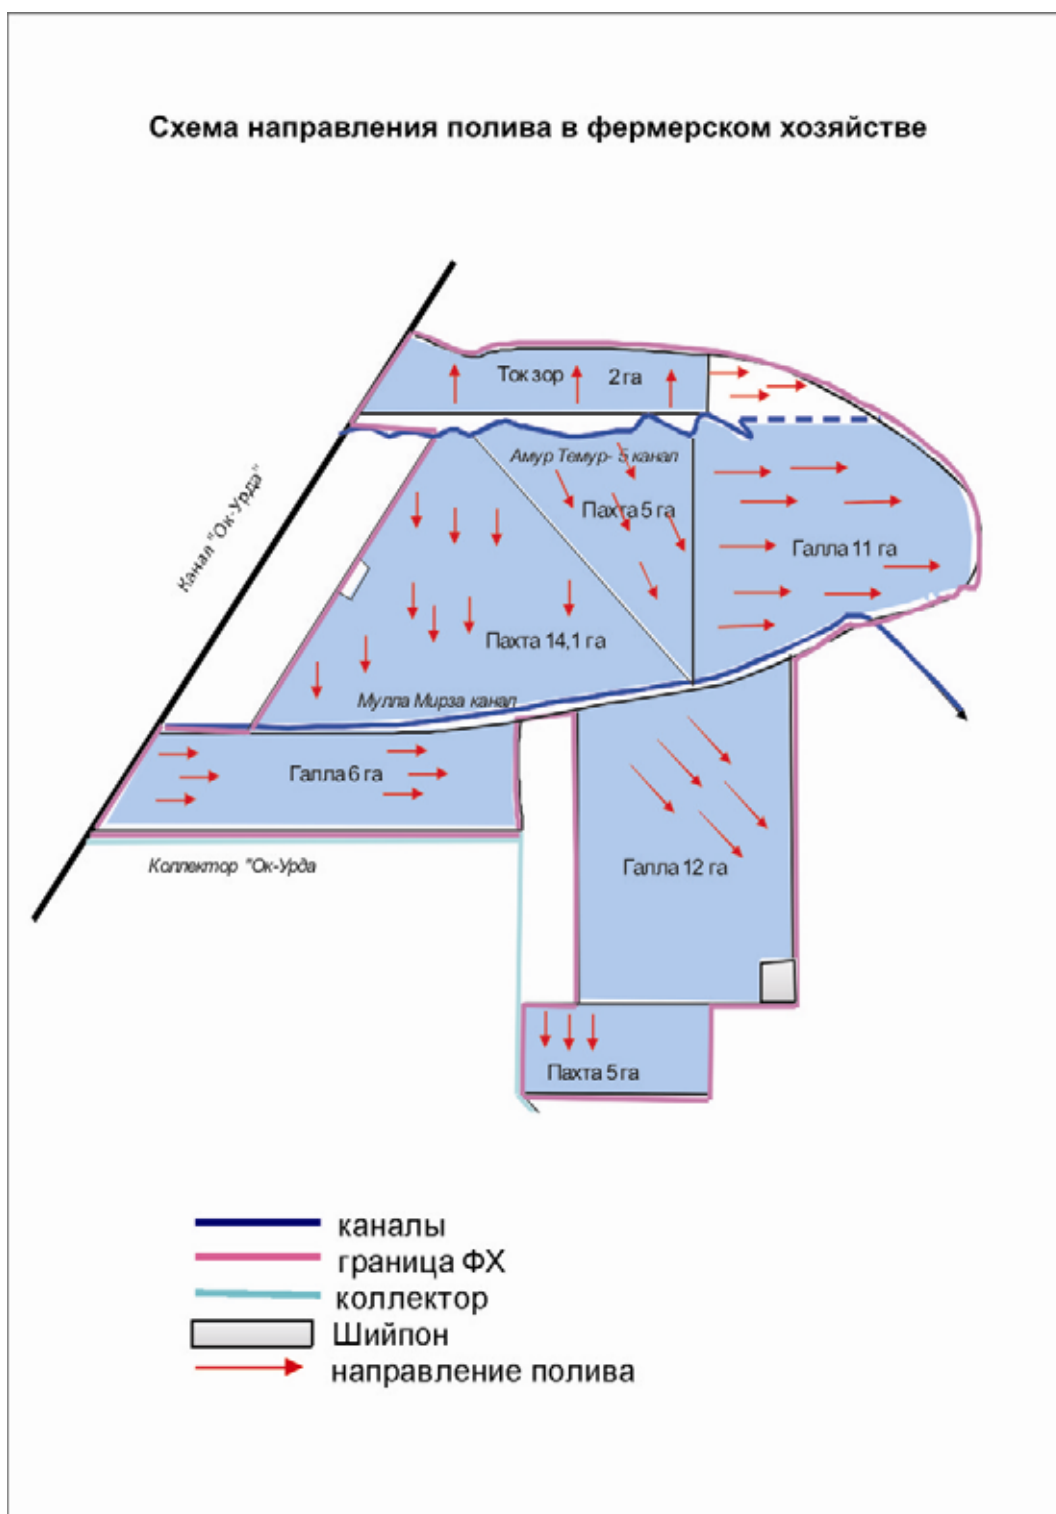 Схема направления полива в фермерском хозяйстве
Ток зор 2 га
Канал "Ок-Урда"
Амур Темур- 5 канал
Пахта 5 га
Галла 11 га
Пахта 14,1 га
Мулла Мирза канал
Галла 6 га
Коллектор "Ок-Урда
Галла 12 га
Пахта 5 га
каналы
граница ФХ
коллектор
Шийпон
направление полива